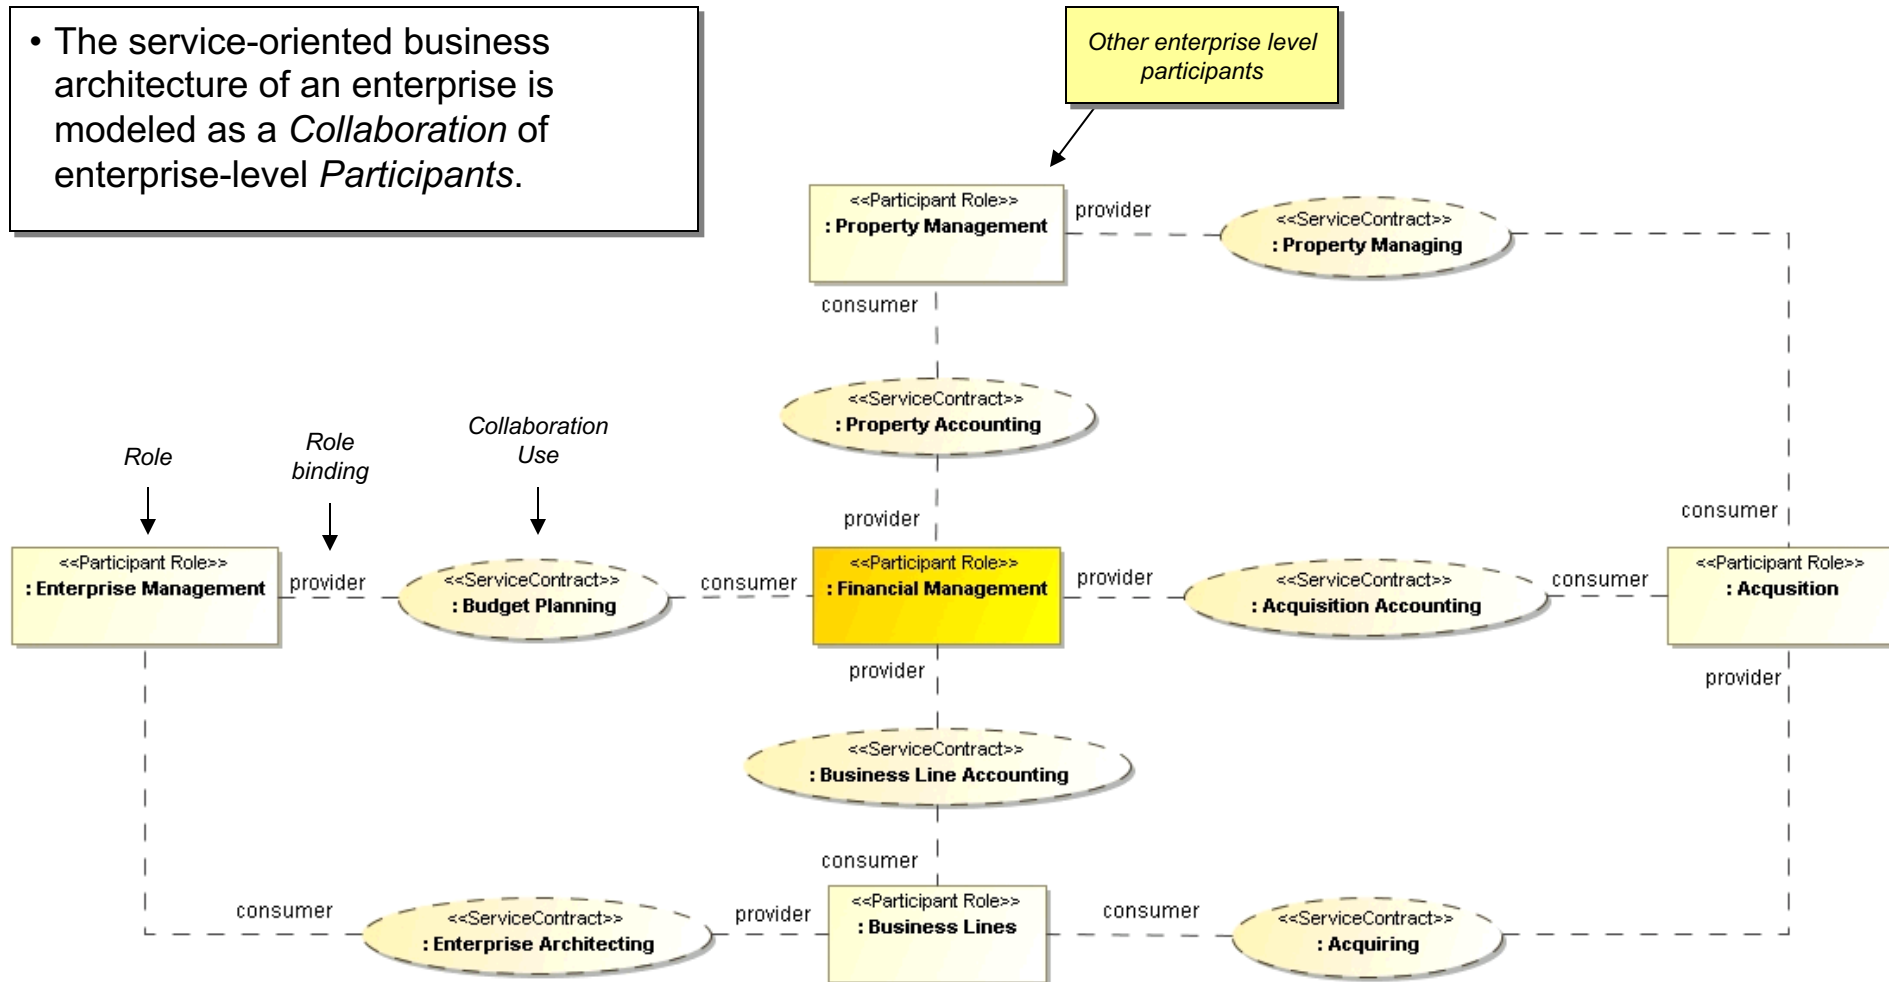 • The service-oriented business
architecture of an enterprise is
modeled as a Collaboration of
enterprise-level Participants.
Other enterprise level
participants
<<Participant Role>>
: Property Management
provider
<<ServiceContract>>
: Property Managing
consumer
<<ServiceContract>>
: Property Accounting
Role
Role
binding
Collaboration
Use
provider
consumer
<<Participant Role>>
: Enterprise Management
provider
<<ServiceContract>>
: Budget Planning
consumer
<<Participant Role>>
: Financial Management
provider
<<ServiceContract>>
: Acquisition Accounting
consumer
<<Participant Role>>
: Acqusition
provider
provider
<<ServiceContract>>
: Business Line Accounting
consumer
consumer
<<ServiceContract>>
: Enterprise Architecting
provider
<<Participant Role>>
: Business Lines
consumer
<<ServiceContract>>
: Acquiring